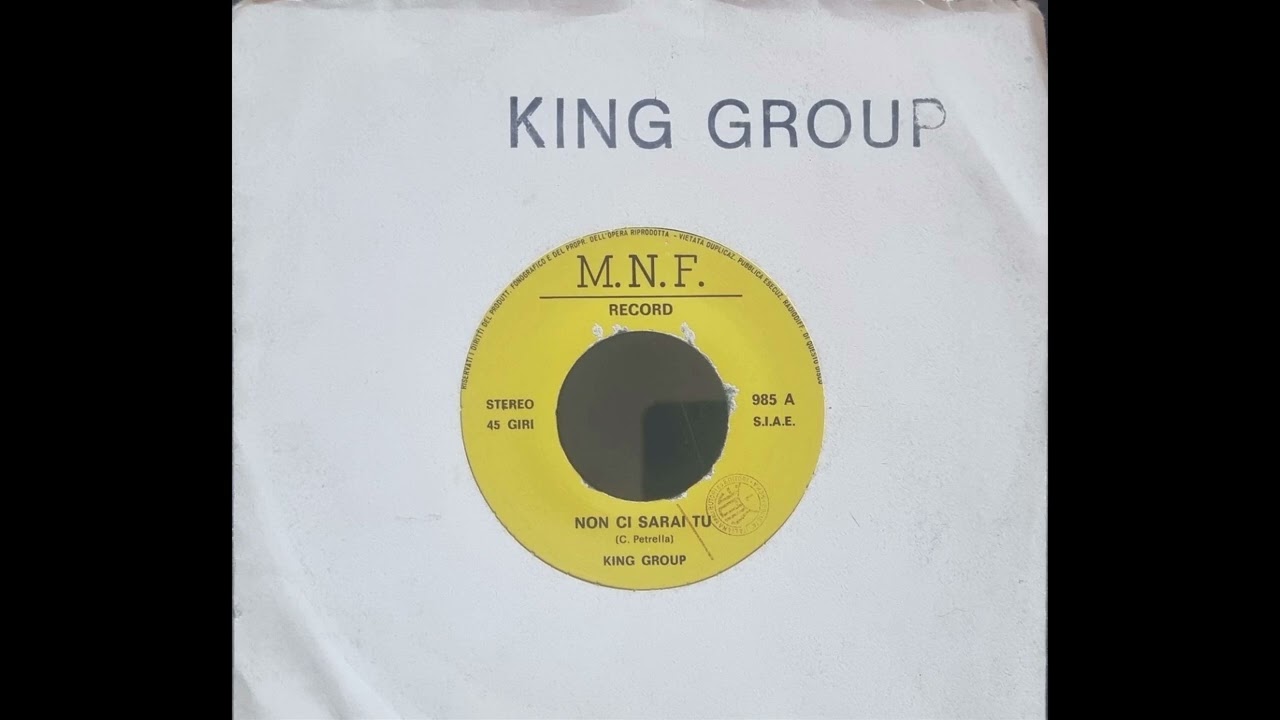 KING GROUP
RISERVATI I DIRITTI DEL PRODUTT. FONOGRAFICO E DEL PROPR. DELL'OPERA RIPRODOTTA - VIETATA DUPLICAZ. PUBBLICA ESECUZ. RADIODIFF. DI QUESTO DISCO
M.N.F.
RECORD
STEREO
45 GIRI
985 A
S.I.A.E.
NON CI SARAI TU
(C. Petrella)
KING GROUP